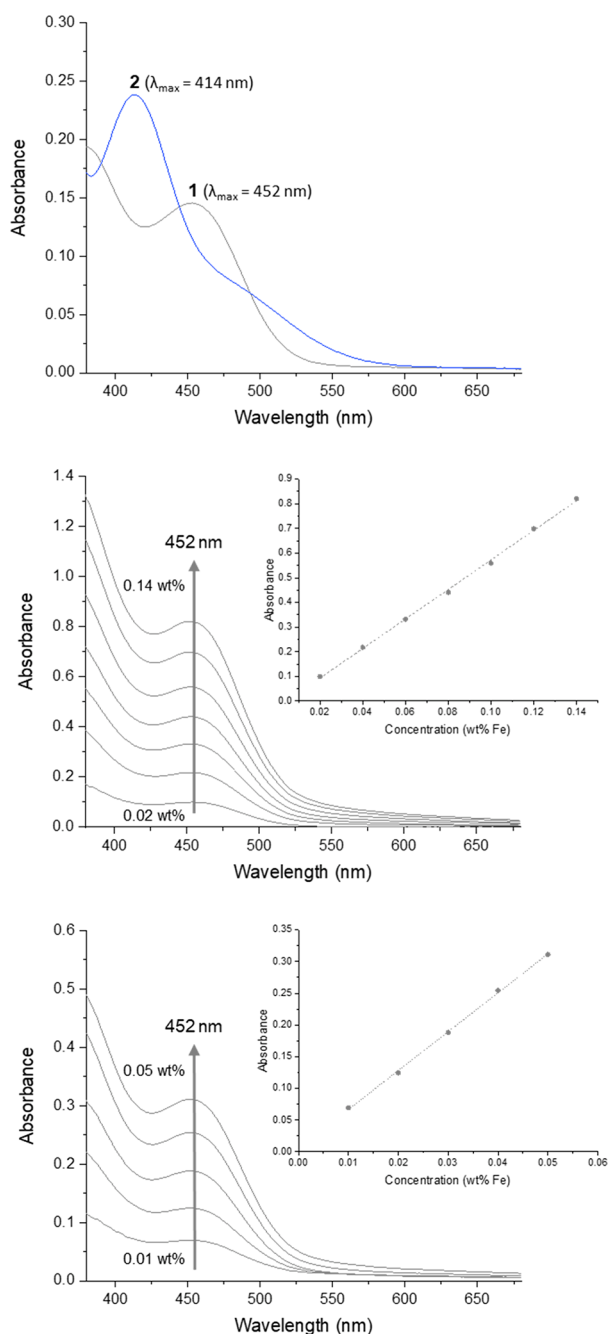 0.30
0.25
0.20
0.15
0.10
0.05
0.00
Absorbance
2 (λmax = 414 nm)
1 (λmax = 452 nm)
400 450 500 550 600 650
Wavelength (nm)
1.4
1.2
1.0
0.8
0.6
0.4
0.2
0.0
Absorbance
452 nm
0.14 wt%
0.02 wt%
400 450 500 550 600 650
Wavelength (nm)
0.9
0.8
0.7
0.6
0.5
0.4
0.3
0.2
0.1
0.0
Absorbance
0.02 0.04 0.06 0.08 0.10 0.12 0.14
Concentration (wt% Fe)
0.6
0.5
0.4
0.3
0.2
0.1
0.0
Absorbance
452 nm
0.05 wt%
0.01 wt%
400 450 500 550 600 650
Wavelength (nm)
0.35
0.30
0.25
0.20
0.15
0.10
0.05
0.00
Absorbance
0.00 0.01 0.02 0.03 0.04 0.05 0.06
Concentration (wt% Fe)